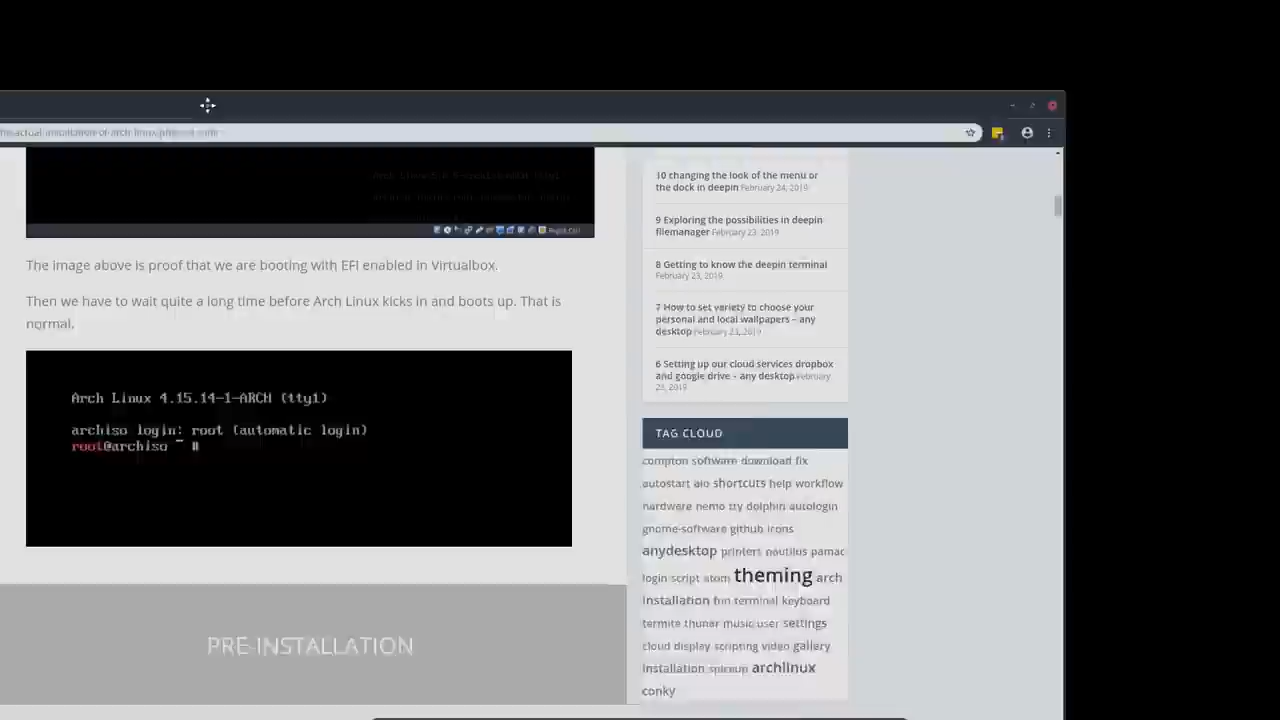 The image above is proof that we are booting with EFI enabled in Virtualbox.
Then we have to wait quite a long time before Arch Linux kicks in and boots up. That is
normal.
Arch Linux 4.15.14-1-ARCH (tty1)
archiso login: root (automatic login)
root@archiso ~ #
PRE-INSTALLATION
10 changing the look of the menu or
the dock in deepin February 24, 2019
9 Exploring the possibilities in deepin
filemanager February 23, 2019
8 Getting to know the deepin terminal
February 23, 2019
7 How to set variety to choose your
personal and local wallpapers – any
desktop February 23, 2019
6 Setting up our cloud services dropbox
and google drive – any desktop February
23, 2019
TAG CLOUD
compton software download fix
autostart aio shortcuts help workflow
hardware nemo try dolphin autologin
gnome-software github icons
anydesktop printers nautilus pamac
login script atom theming arch
installation fun terminal keyboard
termite thunar music user settings
cloud display scripting video gallery
installation archlinux
conky